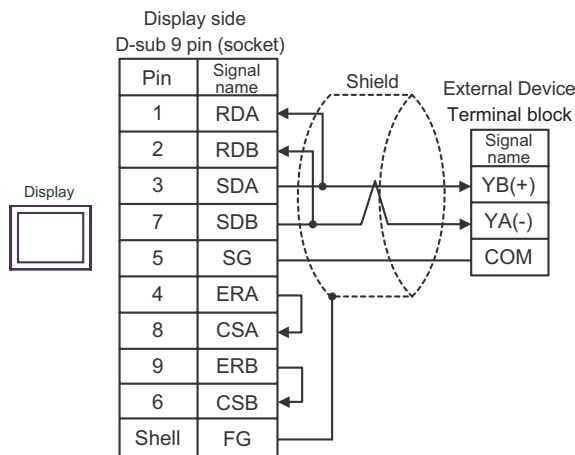 Display side
D-sub 9 pin (socket)
Pin Signal name
1 RDA
2 RDB
3 SDA
7 SDB
5 SG
4 ERA
8 CSA
9 ERB
6 CSB
Shell FG
Display
Shield
External Device
Terminal block
Signal
name
YB(+)
YA(-)
COM